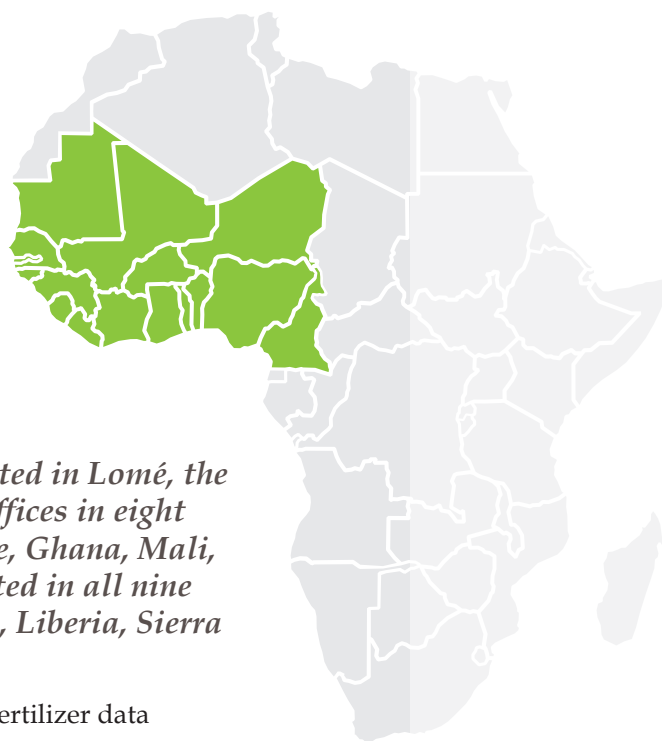 ted in Lomé, the
ffices in eight
e, Ghana, Mali,
ted in all nine
, Liberia, Sierra
ertilizer data